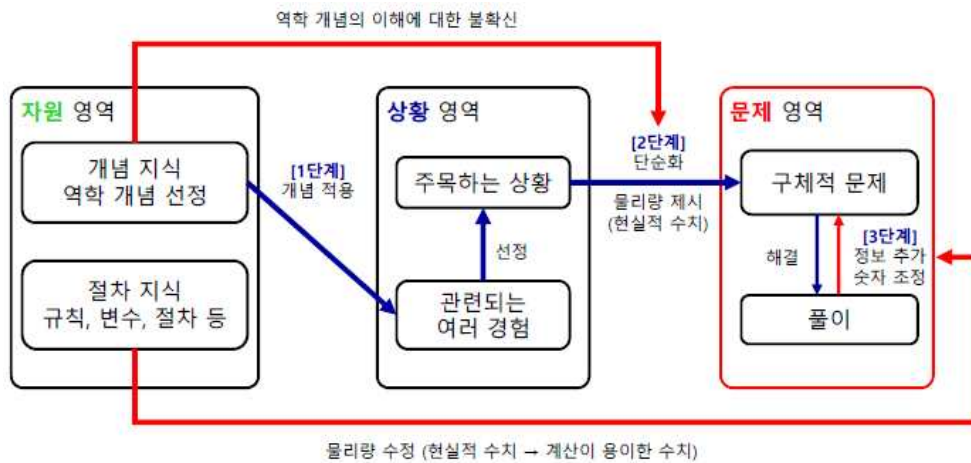 역학 개념의 이해에 대한 불확신
자원 영역
개념 지식
역학 개념 선정
절차 지식
규칙, 변수, 절차 등
[1단계]
개념 적용
상황 영역
주목하는 상황
선정
관련되는
여러 경험
[2단계]
단순화
물리량 제시
(현실적 수치)
문제 영역
구체적 문제
해결
[3단계]
정보 추가
숫자 조정
풀이
물리량 수정 (현실적 수치 → 계산이 용이한 수치)